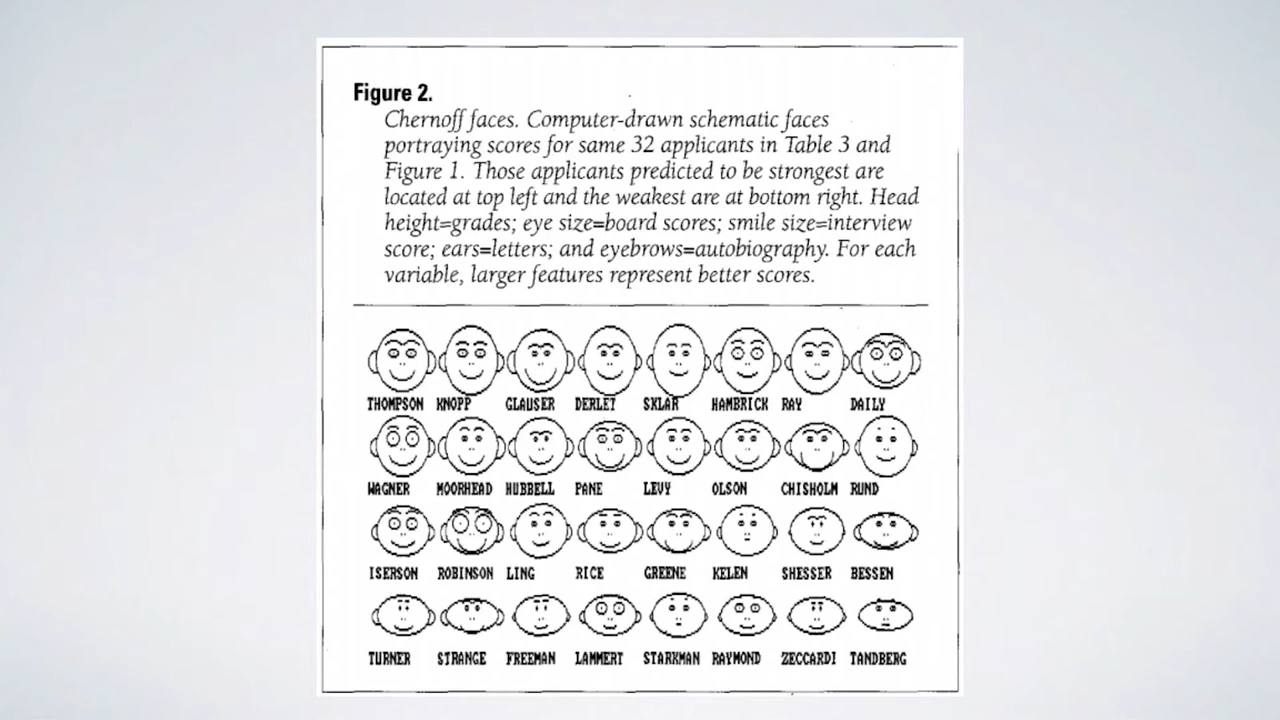 Figure 2.
Chernoff faces. Computer-drawn schematic faces
portraying scores for same 32 applicants in Table 3 and
Figure 1. Those applicants predicted to be strongest are
located at top left and the weakest are at bottom right. Head
height=grades; eye size=board scores; smile size=interview
score; ears=letters; and eyebrows=autobiography. For each
variable, larger features represent better scores.
THOMPSON KNOPP GLAUSER DERLET SKLAR HAMBRICK RAY DAILY
WAGNER MOORHEAD HUBBELL PANE LEVY OLSON CHISHOLM RUND
ISERSON ROBINSON LING RICE GREENE KELEN SHESSER BESSEN
TURNER STRANGE FREEMAN LAMMERT STARKMAN RAYMOND ZECCARDI TANDBERG